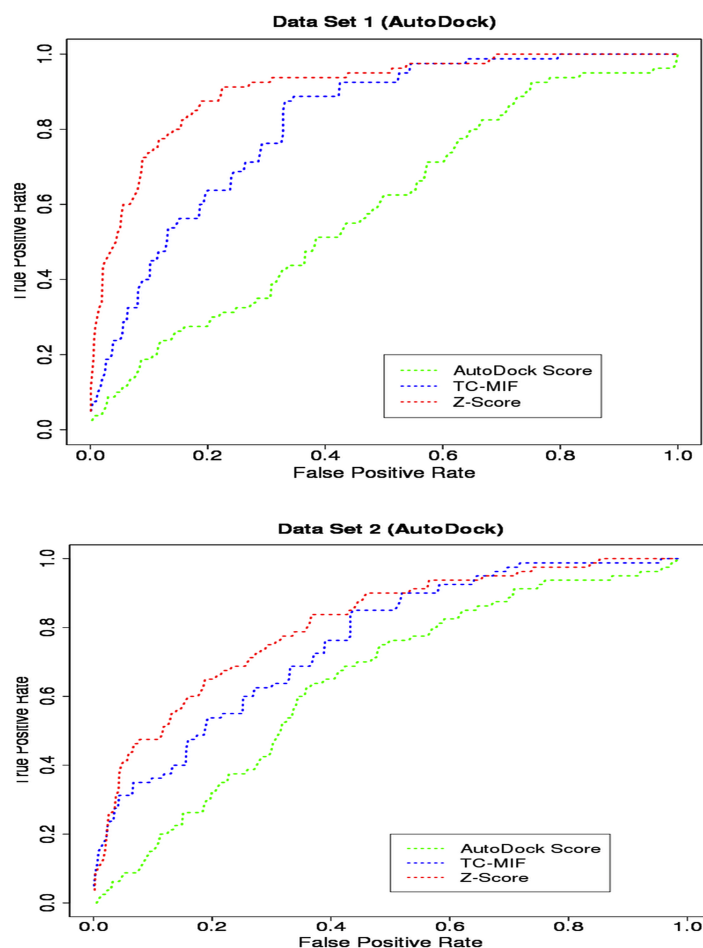 Data Set 1 (AutoDock)
1.0
0.8
0.6
0.4
0.2
0.0
True Positive Rate
AutoDock Score
TC-MIF
Z-Score
0.0 0.2 0.4 0.6 0.8 1.0
False Positive Rate
Data Set 2 (AutoDock)
1.0
0.8
0.6
0.4
0.2
0.0
True Positive Rate
AutoDock Score
TC-MIF
Z-Score
0.0 0.2 0.4 0.6 0.8 1.0
False Positive Rate